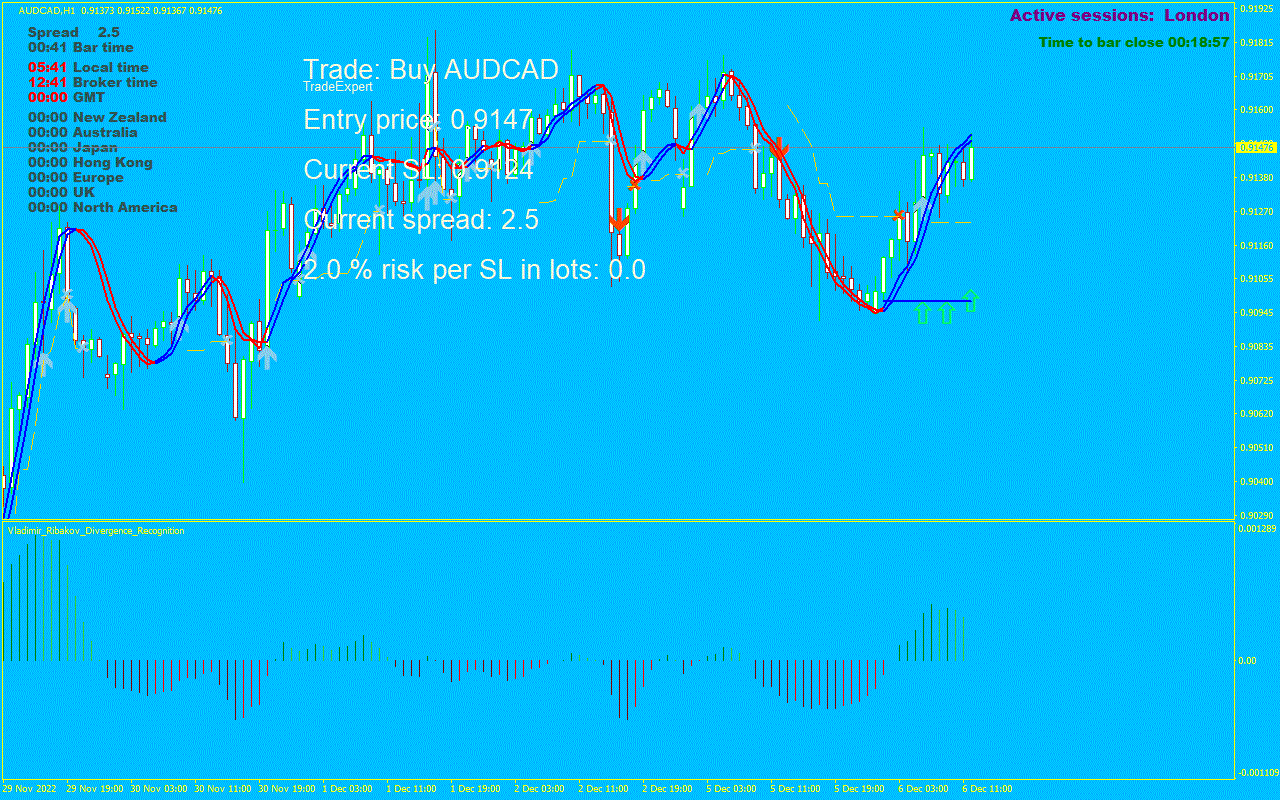 AUDCAD,H1 0.91373 0.91522 0.91367 0.91476
Active sessions: London
Time to bar close 00:18:57
Spread 2.5
00:41 Bar time
05:41 Local time
12:41 Broker time
00:00 GMT
00:00 New Zealand
00:00 Australia
00:00 Japan
00:00 Hong Kong
00:00 Europe
00:00 UK
00:00 North America
Trade: Buy AUDCAD
TradeExpert
Entry price: 0.9147
Current SL: 0.9124
Current spread: 2.5
2.0 % risk per SL in lots: 0.0
0.91925
0.91815
0.91705
0.91600
0.91476
0.91380
0.91270
0.91160
0.91055
0.90945
0.90835
0.90725
0.90620
0.90510
0.90400
0.90290
Vladimir_Ribakov_Divergence_Recognition
0.001289
0.00
-0.001109
29 Nov 2022
29 Nov 19:00
30 Nov 03:00
30 Nov 11:00
30 Nov 19:00
1 Dec 03:00
1 Dec 11:00
1 Dec 19:00
2 Dec 03:00
2 Dec 11:00
2 Dec 19:00
5 Dec 03:00
5 Dec 11:00
5 Dec 19:00
6 Dec 03:00
6 Dec 11:00